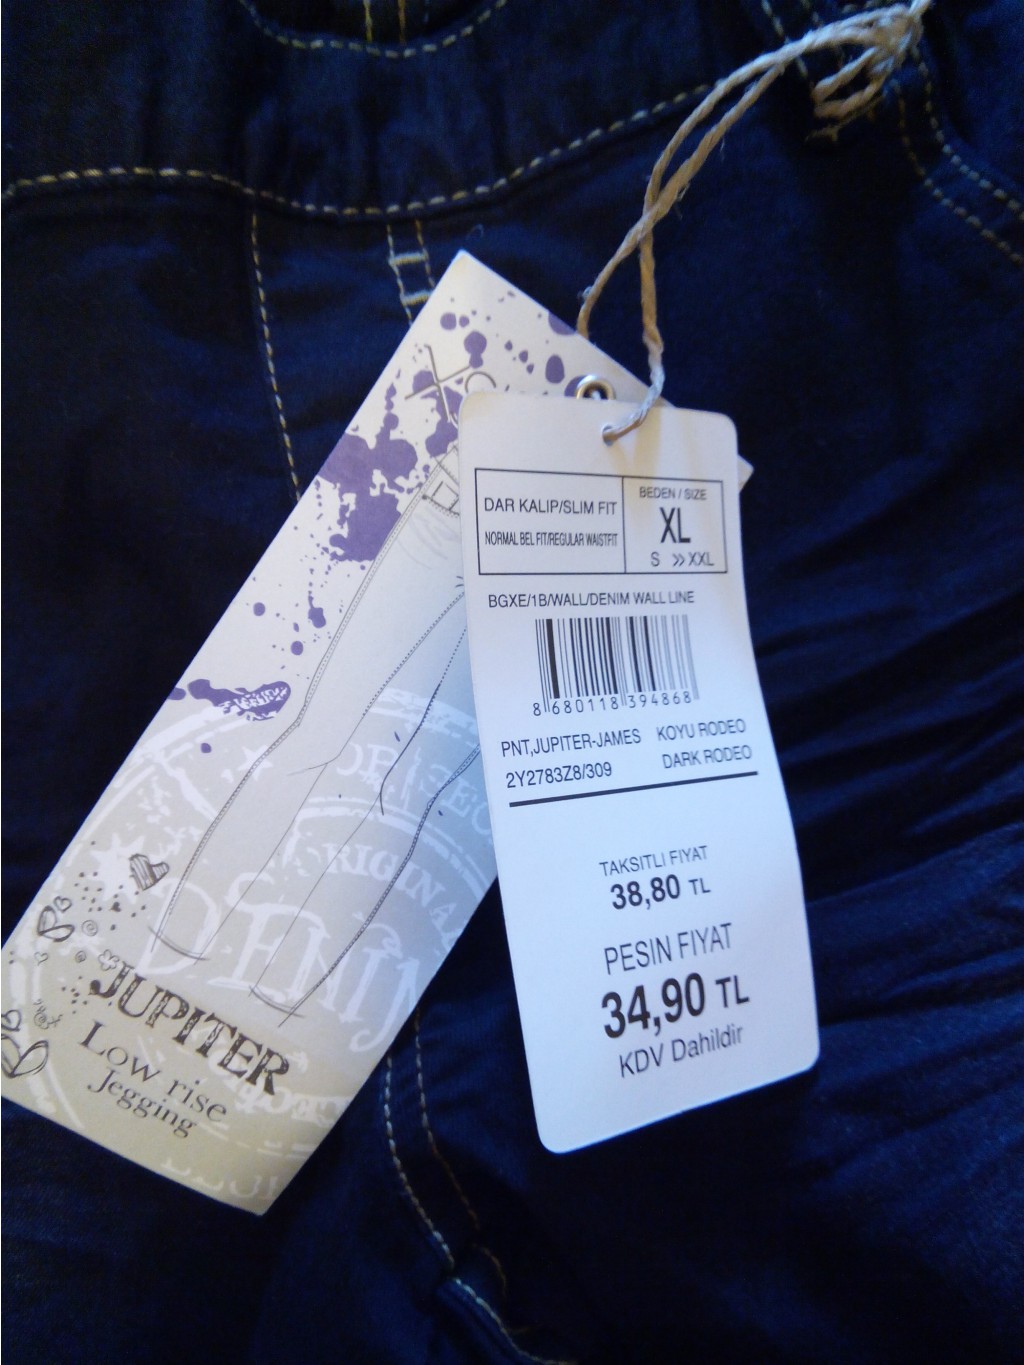 DAR KALIP/SLIM FIT
NORMAL BEL FIT/REGULAR WAISTFIT
BEDEN / SIZE
XL
S »XXL
BGXE/1B/WALL/DENIM WALL LINE
8 680118 394868
PNT,JUPITER-JAMES KOYU RODEO
2Y2783Z8/309 DARK RODEO
TAKSITLI FIYAT
38,80 TL
PESIN FIYAT
34,90 TL
KDV Dahildir
DENIM
JUPITER
Low rise
Jegging